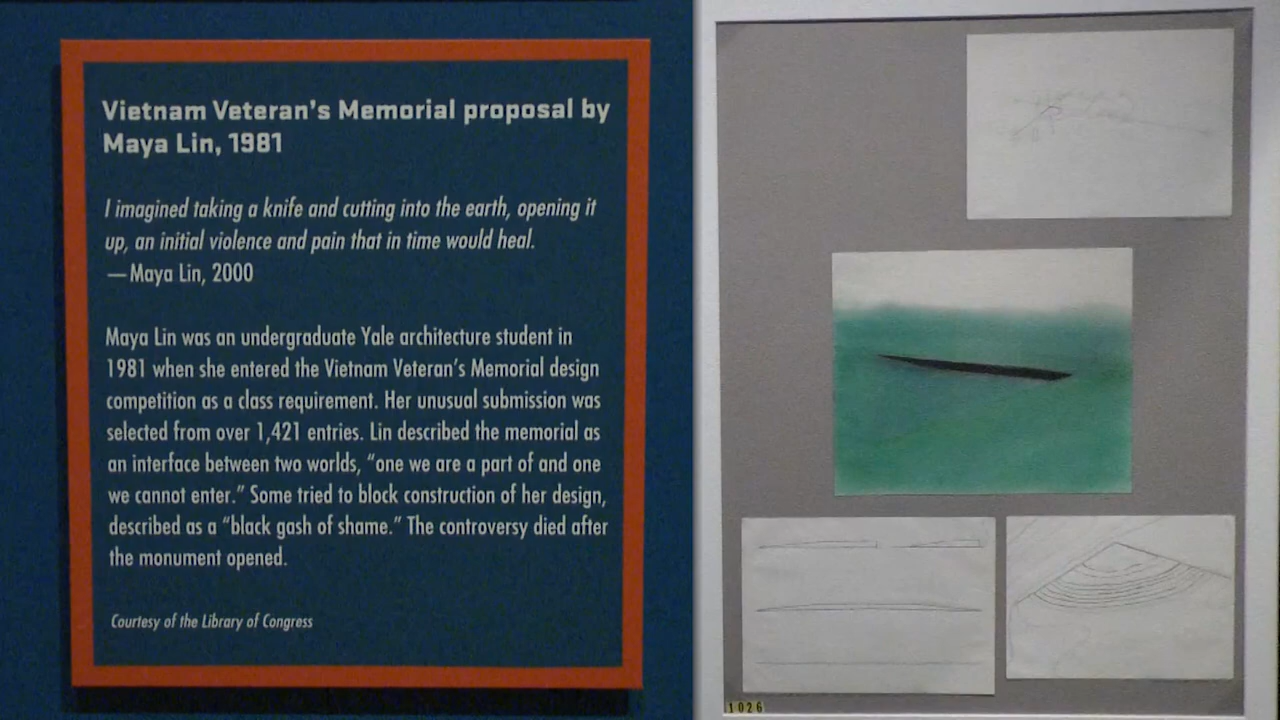 Vietnam Veteran's Memorial proposal by
Maya Lin, 1981
I imagined taking a knife and cutting into the earth, opening it
up, an initial violence and pain that in time would heal.
—Maya Lin, 2000
Maya Lin was an undergraduate Yale architecture student in
1981 when she entered the Vietnam Veteran's Memorial design
competition as a class requirement. Her unusual submission was
selected from over 1,421 entries. Lin described the memorial as
an interface between two worlds, "one we are a part of and one
we cannot enter." Some tried to block construction of her design,
described as a "black gash of shame." The controversy died after
the monument opened.
Courtesy of the Library of Congress
1026